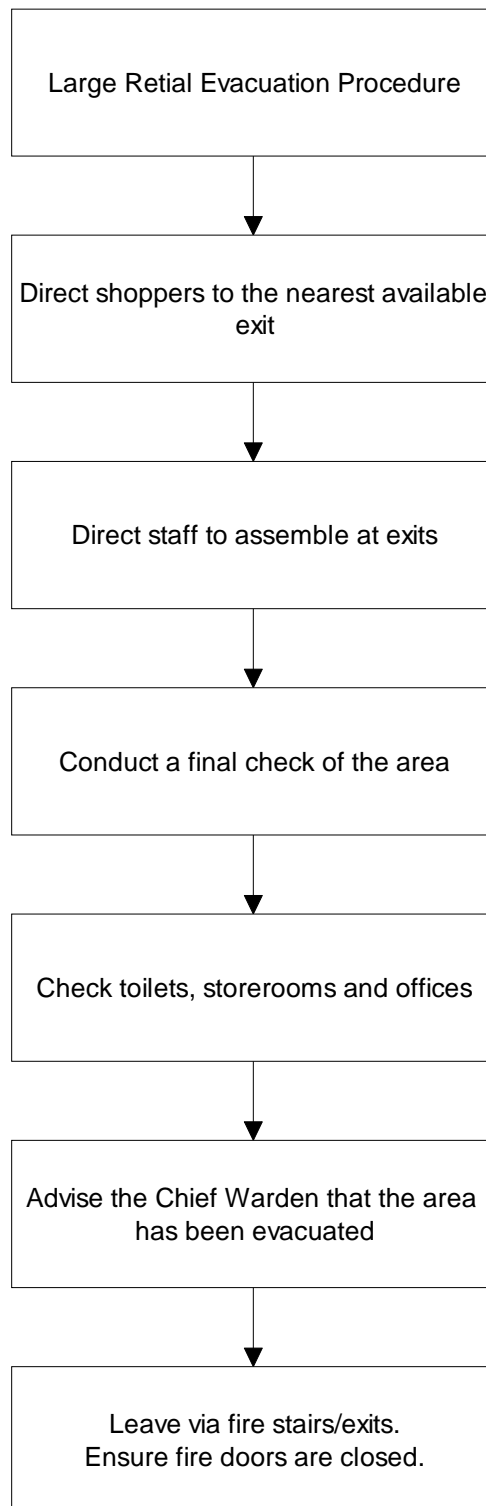 Large Retial Evacuation Procedure
Direct shoppers to the nearest available
exit
Direct staff to assemble at exits
Conduct a final check of the area
Check toilets, storerooms and offices
Advise the Chief Warden that the area
has been evacuated
Leave via fire stairs/exits.
Ensure fire doors are closed.